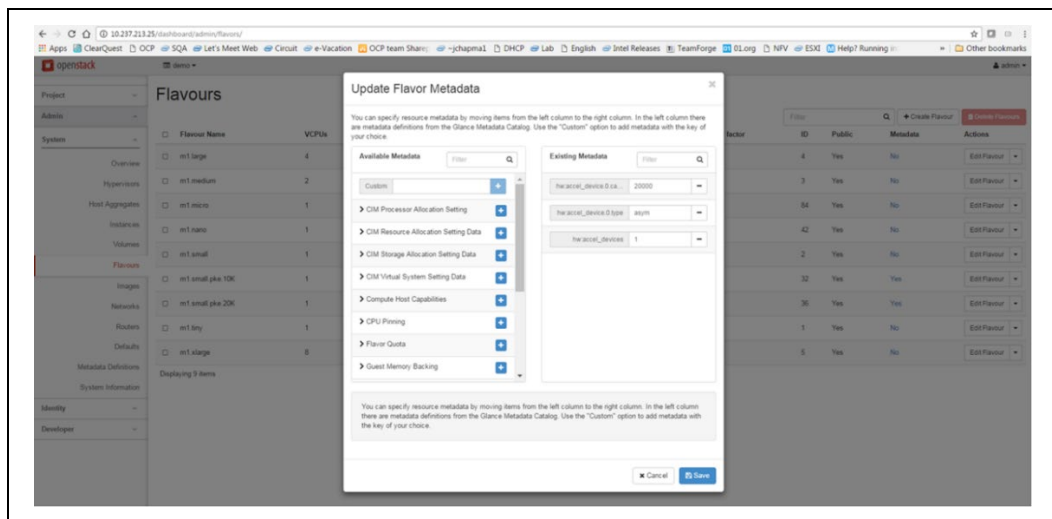 10.237.213.25/dashboard/admin/flavors/
Apps ClearQuest OCP SQA Let's Meet Web Circuit e-Vacation OCP team Share: ~jchapma1 DHCP Lab English Intel Releases TeamForge 01.org NFV ESXI Help? Running in Other bookmarks
openstack demo admin
Project
Admin
System
Overview
Hypervisors
Host Aggregates
Instances
Volumes
Flavours
Images
Networks
Routers
Defaults
Metadata Definitions
System Information
Identity
Developer
Flavours
Filter Create Flavour Delete Flavours
Flavour Name VCPUs factor ID Public Metadata Actions
m1.large 4 4 Yes No Edit Flavour
m1.medium 2 3 Yes No Edit Flavour
m1.micro 1 84 Yes No Edit Flavour
m1.nano 1 42 Yes No Edit Flavour
m1.small 1 2 Yes No Edit Flavour
m1.small.pke.10K 1 32 Yes Yes Edit Flavour
m1.small.pke.20K 1 36 Yes Yes Edit Flavour
m1.tiny 1 1 Yes No Edit Flavour
m1.xlarge 8 5 Yes No Edit Flavour
Displaying 9 items
Update Flavor Metadata
You can specify resource metadata by moving items from the left column to the right column. In the left column there
are metadata definitions from the Glance Metadata Catalog. Use the "Custom" option to add metadata with the key of
your choice.
Available Metadata Filter
Custom
CIM Processor Allocation Setting
CIM Resource Allocation Setting Data
CIM Storage Allocation Setting Data
CIM Virtual System Setting Data
Compute Host Capabilities
CPU Pinning
Flavor Quota
Guest Memory Backing
Existing Metadata Filter
hw:accel_device.0.ca... 20000
hw:accel_device.0.type asym
hw:accel_devices 1
You can specify resource metadata by moving items from the left column to the right column. In the left column
there are metadata definitions from the Glance Metadata Catalog. Use the "Custom" option to add metadata with
the key of your choice.
Cancel Save